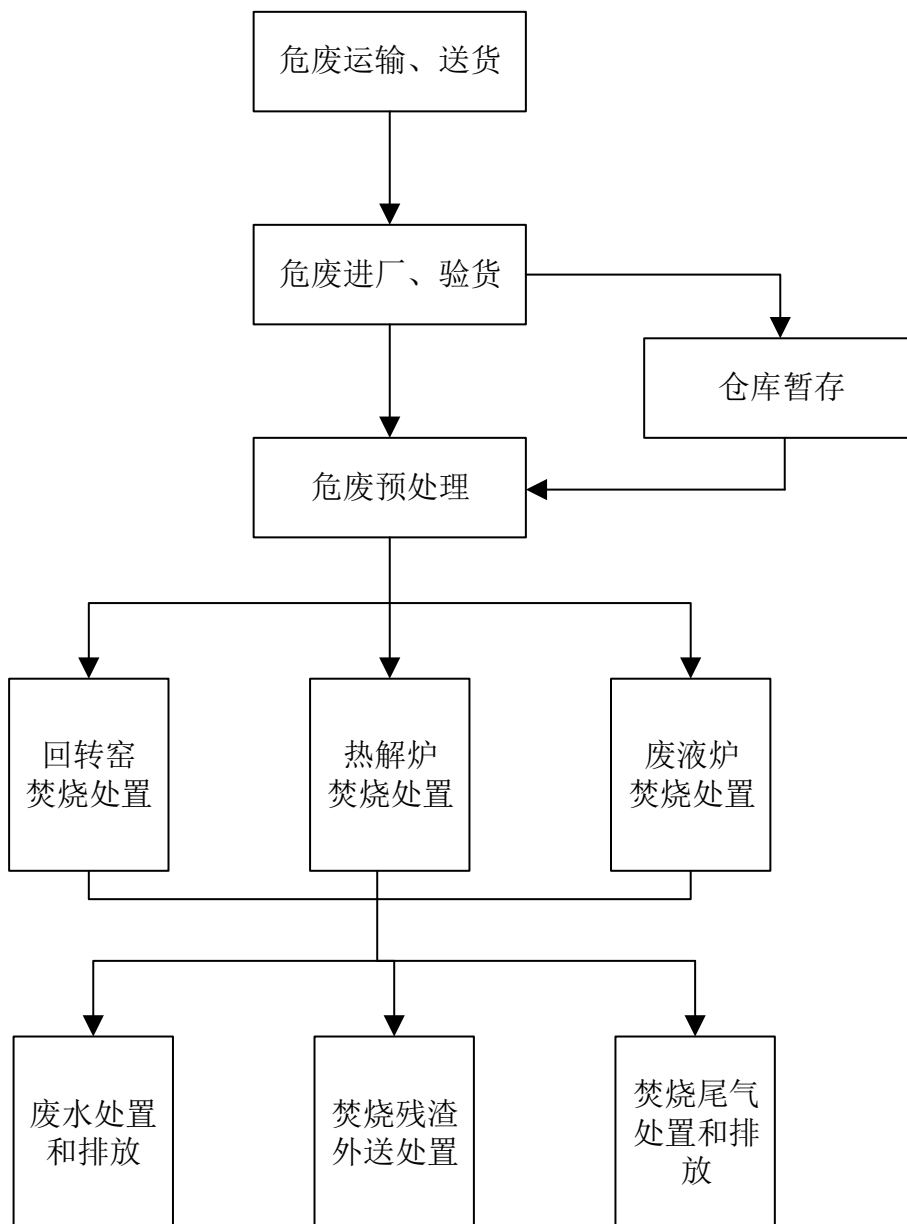 危废运输、送货
危废进厂、验货
仓库暂存
危废预处理
回转窑
焚烧处置
热解炉
焚烧处置
废液炉
焚烧处置
废水处置
和排放
焚烧残渣
外送处置
焚烧尾气
处置和排
放